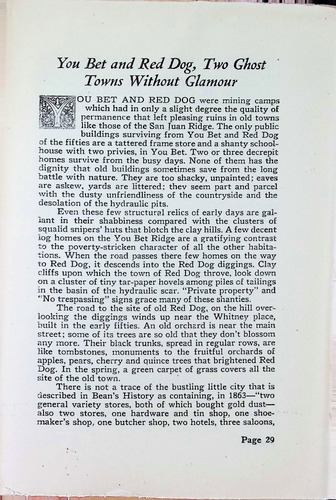 You Bet and Red Dog, Two Ghost
Towns Without Glamour
YOU BET AND RED DOG were mining camps
which had in only a slight degree the quality of
permanence that left pleasing ruins in old towns
like those of the San Juan Ridge. The only public
buildings surviving from You Bet and Red Dog
of the fifties are a tattered frame store and a shanty school-
house with two privies, in You Bet. Two or three decrepit
homes survive from the busy days. None of them has the
dignity that old buildings sometimes save from the long
battle with nature. They are too shacky, unpainted; eaves
are askew, yards are littered; they seem part and parcel
with the dusty unfriendliness of the countryside and the
desolation of the hydraulic pits.
Even these few structural relics of early days are gal-
lant in their shabbiness compared with the clusters of
squalid snipers' huts that blotch the clay hills. A few decent
log homes on the You Bet Ridge are a gratifying contrast
to the poverty-stricken character of all the other habita-
tions. When the road passes there few homes on the way
to Red Dog, it descends into the Red Dog diggings. Clay
cliffs upon which the town of Red Dog throve, look down
on a cluster of tiny tar-paper hovels among piles of tailings
in the basin of the hydraulic scar. "Private property" and
"No trespassing" signs grace many of these shanties.
The road to the site of old Red Dog, on the hill over-
looking the diggings winds up near the Whitney place,
built in the early fifties. An old orchard is near the main
street; some of its trees are so old that they don't blossom
any more. Their black trunks, spread in regular rows, are
like tombstones, monuments to the fruitful orchards of
apples, pears, cherry and quince trees that brightened Red
Dog. In the spring, a green carpet of grass covers all the
site of the old town.
There is not a trace of the bustling little city that is
described in Bean's History as containing, in 1863—"two
general variety stores, both of which bought gold dust—
also two stores, one hardware and tin shop, one shoe-
maker's shop, one butcher shop, two hotels, three saloons,
Page 29